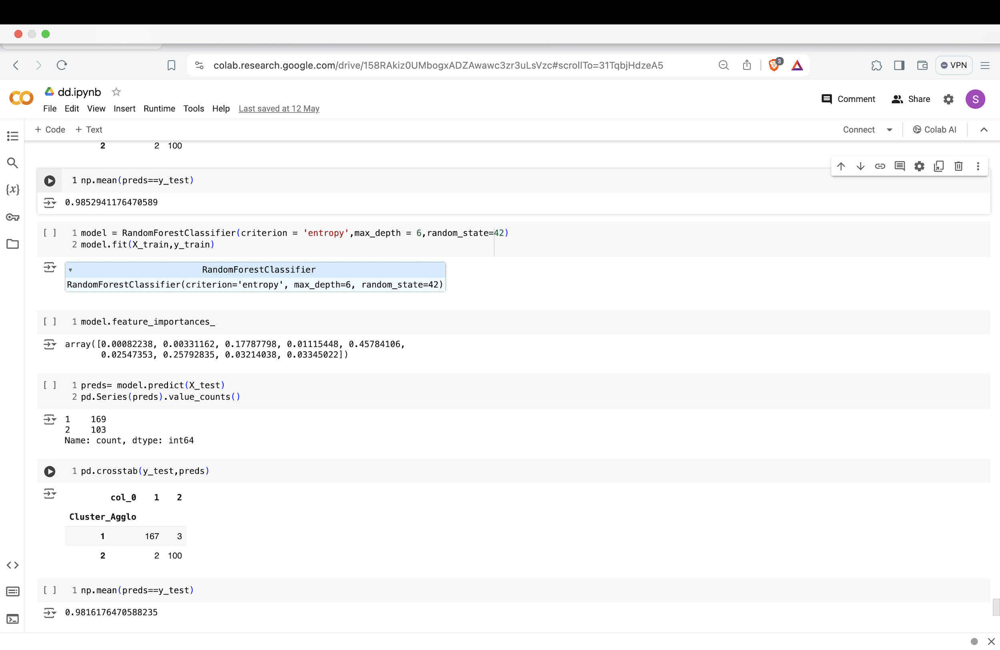 colab.research.google.com/drive/158RAkiz0UMbogxADZAwawc3zr3uLsVzc#scrollTo=31TqbjHdzeA5
3
VPN
CO
dd.ipynb
File Edit View Insert Runtime Tools Help Last saved at 12 May
Comment
Share
S
+ Code + Text
Connect
Colab AI
2 2 100
{x}
1 np.mean(preds==y_test)
0.9852941176470589
[ ] 1 model = RandomForestClassifier(criterion = 'entropy',max_depth = 6,random_state=42)
2 model.fit(X_train,y_train)
RandomForestClassifier
RandomForestClassifier(criterion='entropy', max_depth=6, random_state=42)
[ ] 1 model.feature_importances_
array([0.00082238, 0.00331162, 0.17787798, 0.01115448, 0.45784106,
0.02547353, 0.25792835, 0.03214038, 0.03345022])
[ ] 1 preds= model.predict(X_test)
2 pd.Series(preds).value_counts()
1 169
2 103
Name: count, dtype: int64
1 pd.crosstab(y_test,preds)
col_0 1 2
Cluster_Agglo
1 167 3
2 2 100
[ ] 1 np.mean(preds==y_test)
0.9816176470588235